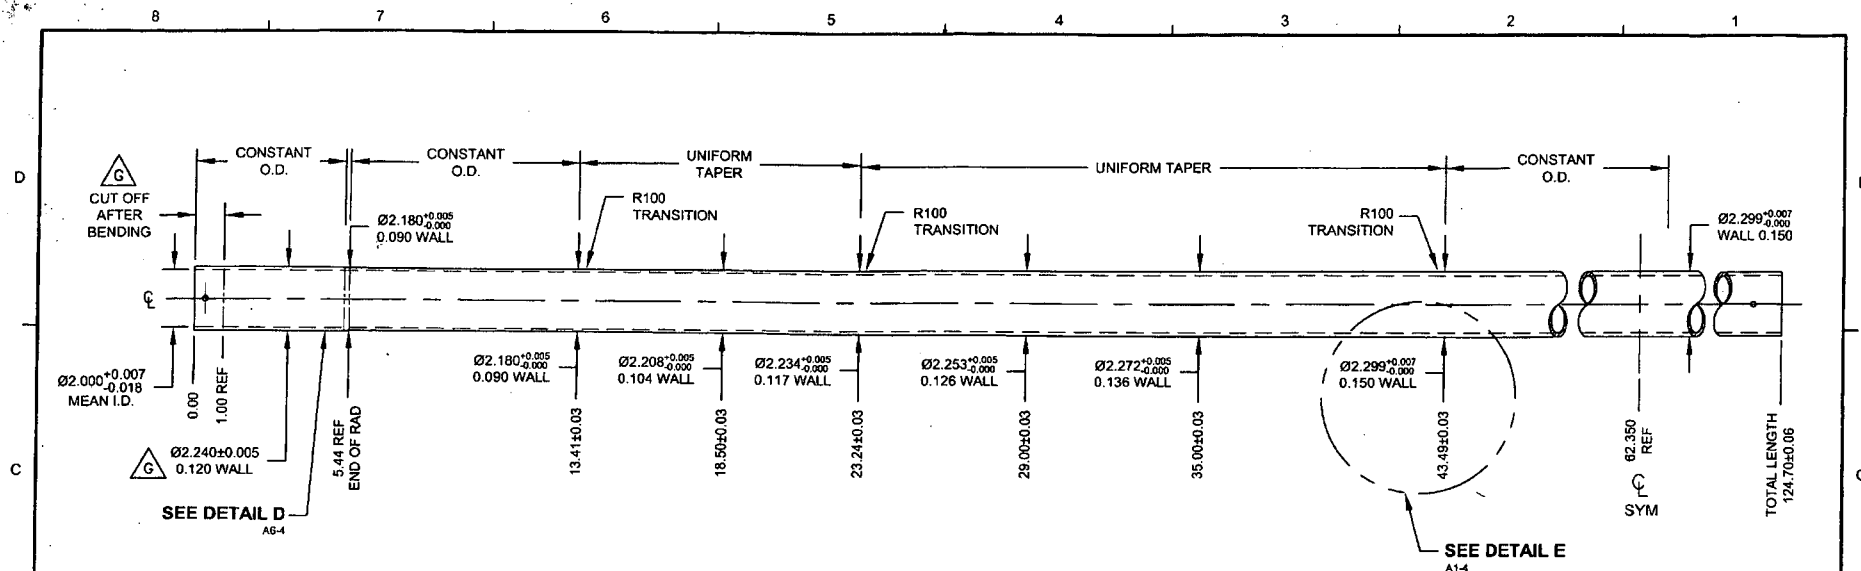 8 7 6 5 4 3 2 1
D
C
CONSTANT
O.D.
CONSTANT
O.D.
UNIFORM
TAPER
UNIFORM TAPER
CONSTANT
O.D.
G
CUT OFF
AFTER
BENDING
Ø2.180+0.005
-0.000
0.090 WALL
R100
TRANSITION
R100
TRANSITION
R100
TRANSITION
Ø2.299+0.007
-0.000
WALL 0.150
℄
Ø2.000+0.007
-0.018
MEAN I.D.
0.00
1.00 REF
G
Ø2.240±0.005
0.120 WALL
5.44 REF
END OF RAD
SEE DETAIL D
A6-4
Ø2.180+0.005
-0.000
0.090 WALL
13.41±0.03
Ø2.208+0.005
-0.000
0.104 WALL
18.50±0.03
Ø2.234+0.005
-0.000
0.117 WALL
23.24±0.03
Ø2.253+0.005
-0.000
0.126 WALL
29.00±0.03
Ø2.272+0.005
-0.000
0.136 WALL
35.00±0.03
Ø2.299+0.007
-0.000
0.150 WALL
43.49±0.03
62.350
REF
℄
SYM
TOTAL LENGTH
124.70±0.06
SEE DETAIL E
A1-4